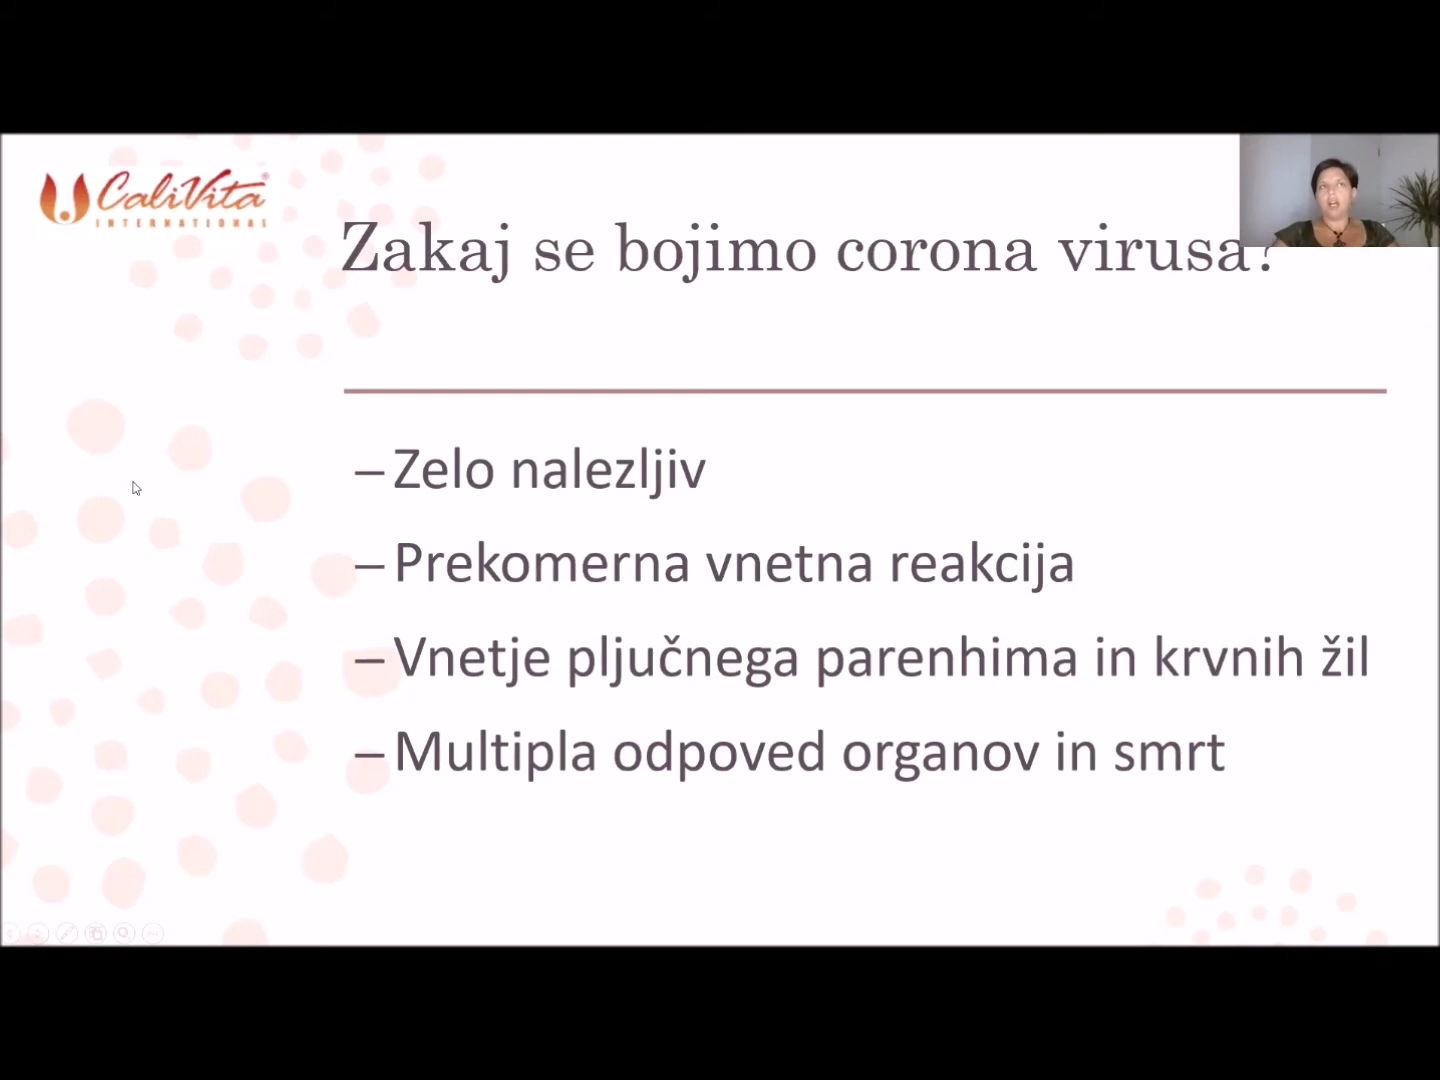 CaliVita
INTERNATIONAL
Zakaj se bojimo corona virusa?
– Zelo nalezljiv
– Prekomerna vnetna reakcija
– Vnetje pljučnega parenhima in krvnih žil
– Multipla odpoved organov in smrt